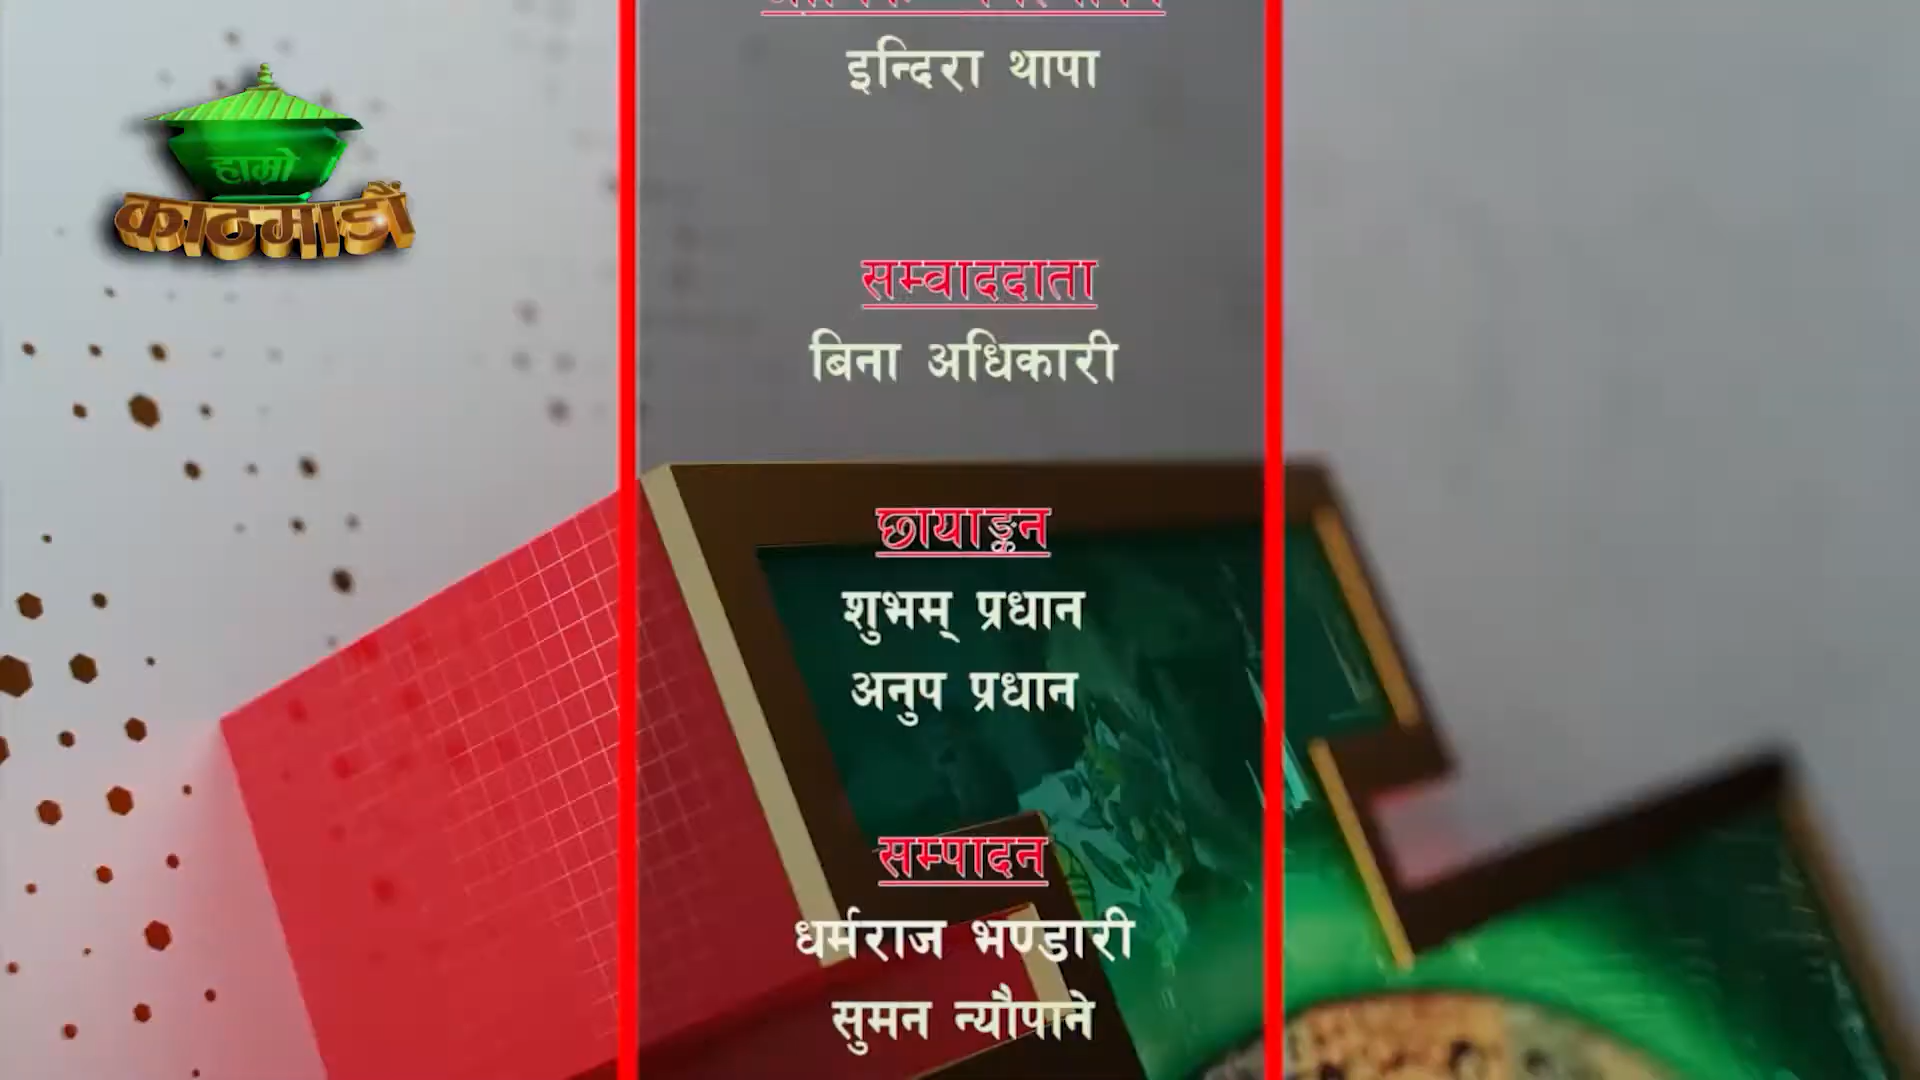 इन्दिरा थापा
हाम्रो
काठमाडौं
सम्वाददाता
बिना अधिकारी
छायाङ्कन
शुभम् प्रधान
अनुप प्रधान
सम्पादन
धर्मराज भण्डारी
सुमन न्यौपाने